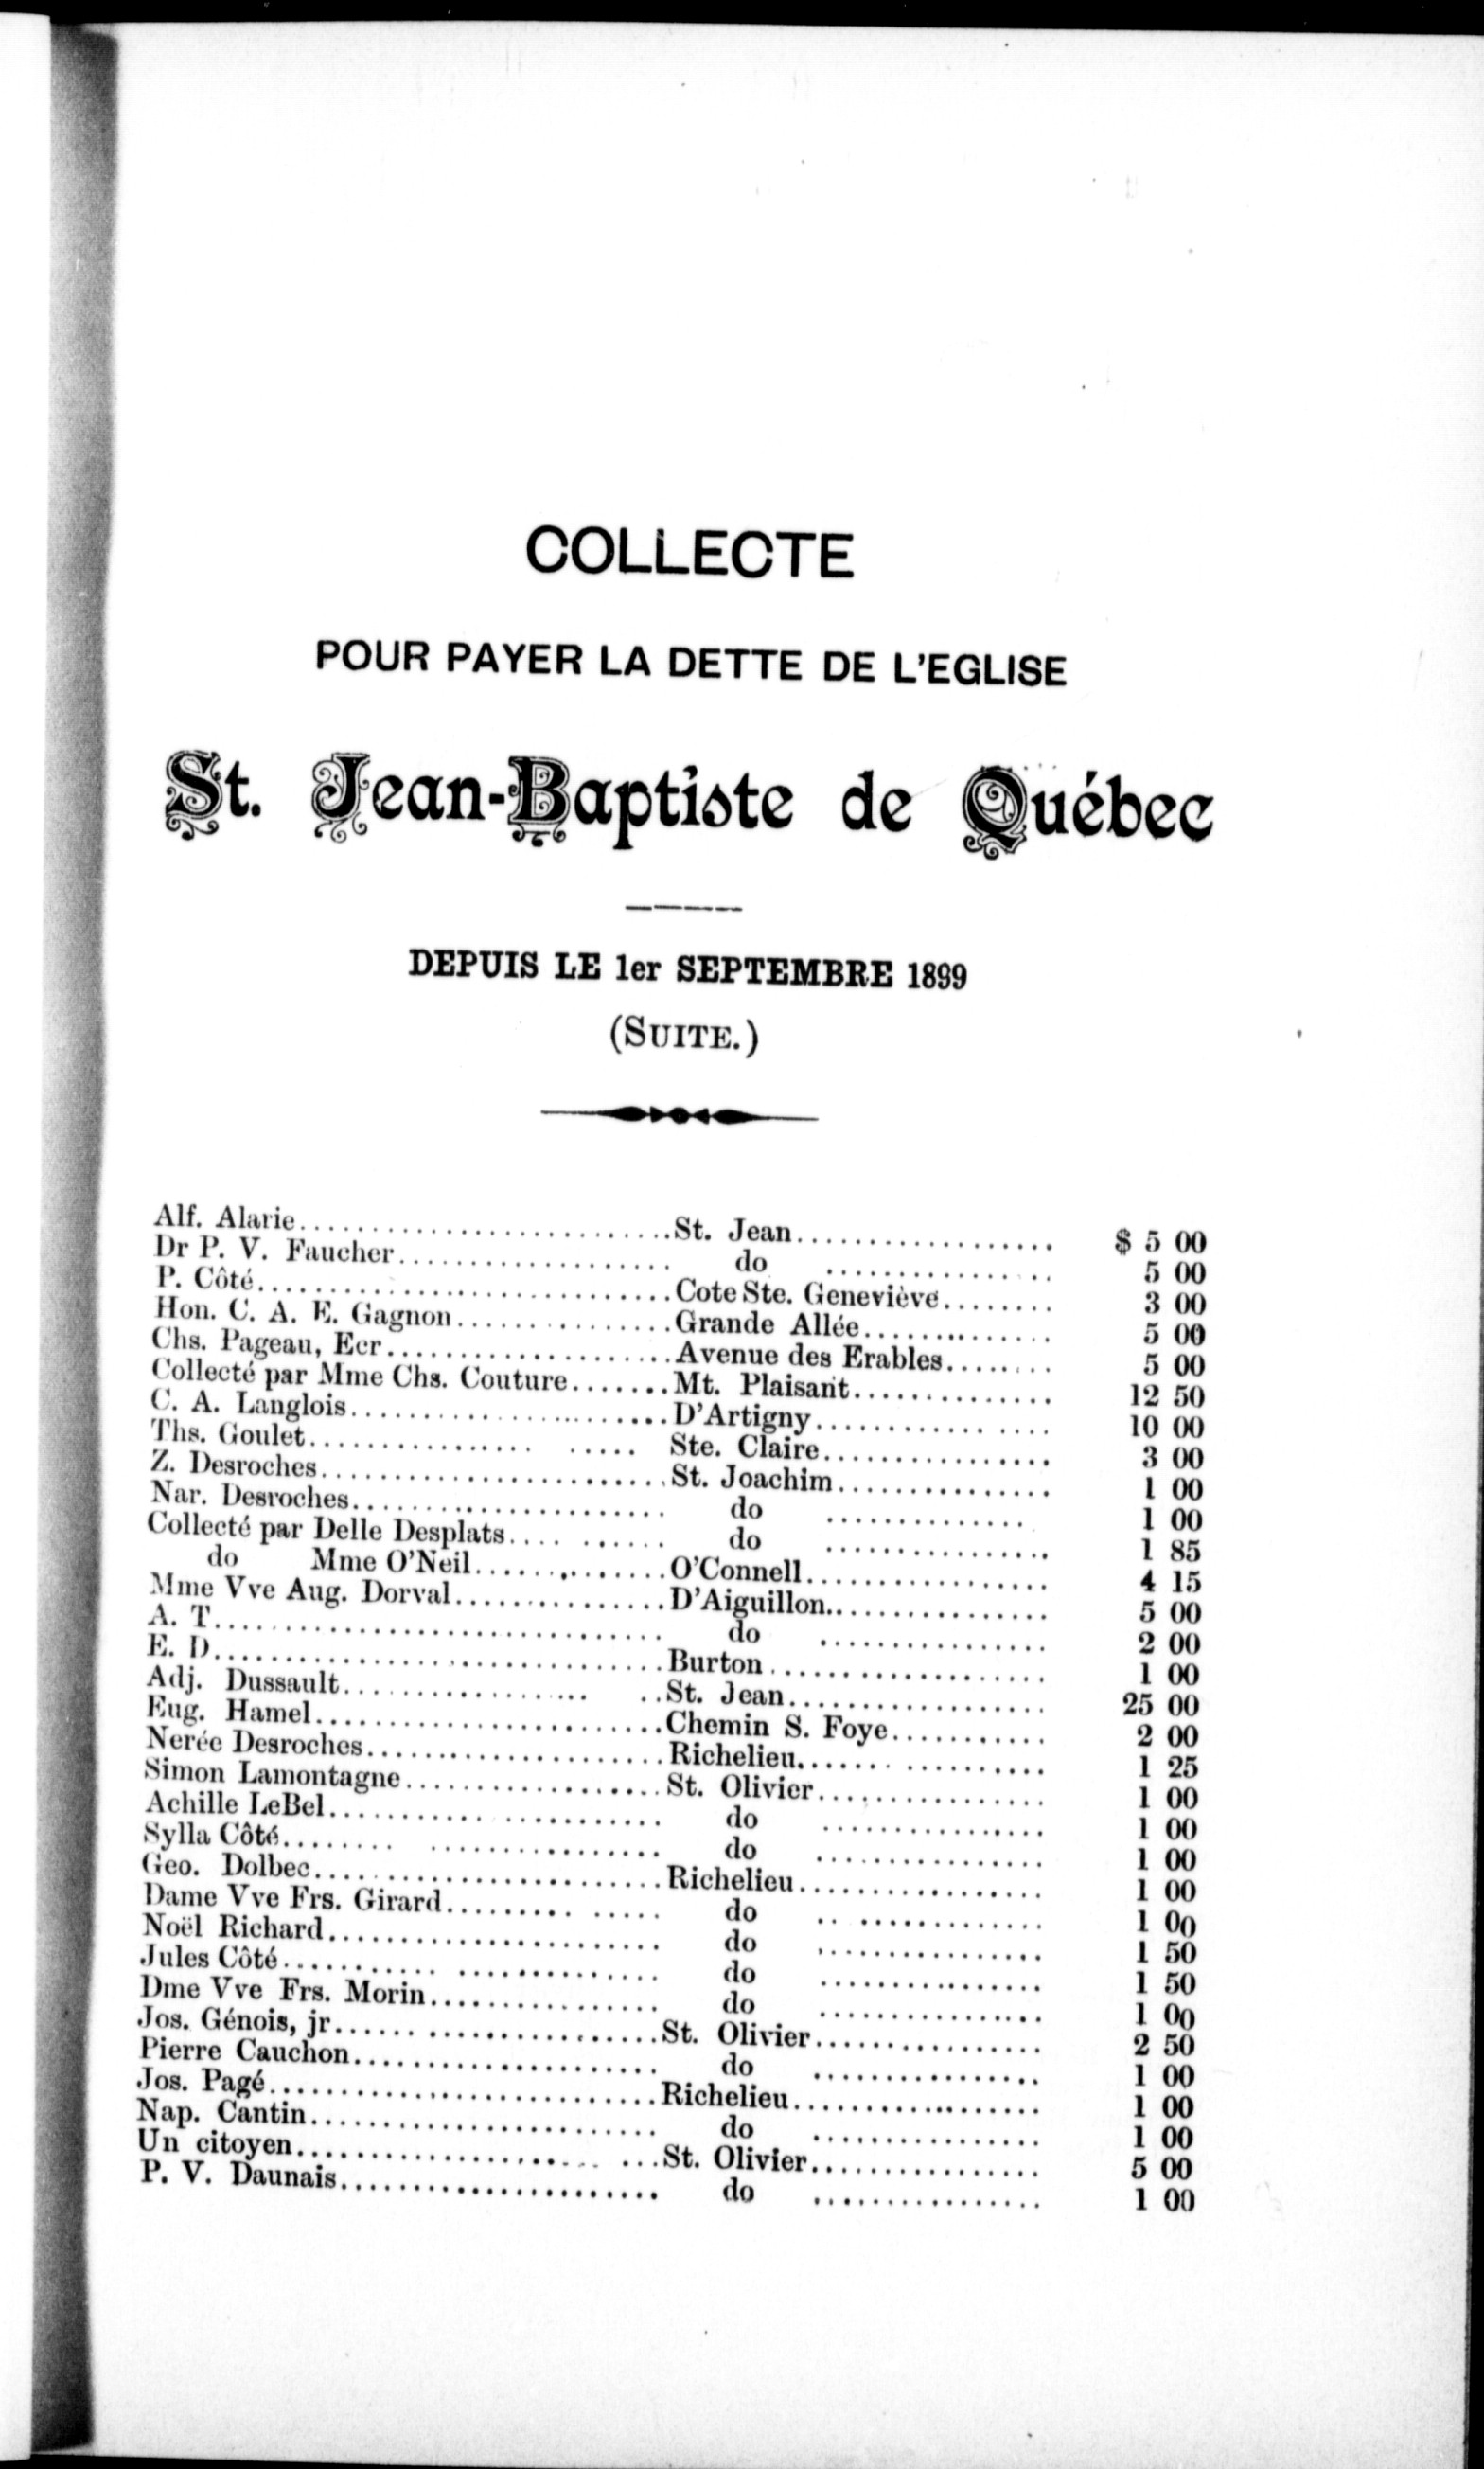 COLLECTE
POUR PAYER LA DETTE DE L'EGLISE
St. Jean-Baptiste de Québec
DEPUIS LE 1er SEPTEMBRE 1899
(SUITE.)
Alf. Alarie..........St. Jean.......... $ 5 00
Dr P. V. Faucher.......... do .......... 5 00
P. Côté..........Cote Ste. Geneviève.......... 3 00
Hon. C. A. E. Gagnon..........Grande Allée.......... 5 00
Chs. Pageau, Ecr..........Avenue des Erables.......... 5 00
Collecté par Mme Chs. Couture.......Mt. Plaisant.......... 12 50
C. A. Langlois..........D'Artigny.......... 10 00
Ths. Goulet.......... Ste. Claire.......... 3 00
Z. Desroches..........St. Joachim.......... 1 00
Nar. Desroches.......... do .......... 1 00
Collecté par Delle Desplats.......... do .......... 1 85
do Mme O'Neil..........O'Connell.......... 4 15
Mme Vve Aug. Dorval..........D'Aiguillon.......... 5 00
A. T.......... do .......... 2 00
E. D..........Burton.......... 1 00
Adj. Dussault..........St. Jean.......... 25 00
Eug. Hamel..........Chemin S. Foye.......... 2 00
Nerée Desroches..........Richelieu.......... 1 25
Simon Lamontagne..........St. Olivier.......... 1 00
Achille LeBel.......... do .......... 1 00
Sylla Côté.......... do .......... 1 00
Geo. Dolbec..........Richelieu.......... 1 00
Dame Vve Frs. Girard.......... do .......... 1 00
Noël Richard.......... do .......... 1 50
Jules Côté.......... do .......... 1 50
Dme Vve Frs. Morin.......... do .......... 1 00
Jos. Génois, jr..........St. Olivier.......... 2 50
Pierre Cauchon.......... do .......... 1 00
Jos. Pagé..........Richelieu.......... 1 00
Nap. Cantin.......... do .......... 1 00
Un citoyen..........St. Olivier.......... 5 00
P. V. Daunais.......... do .......... 1 00